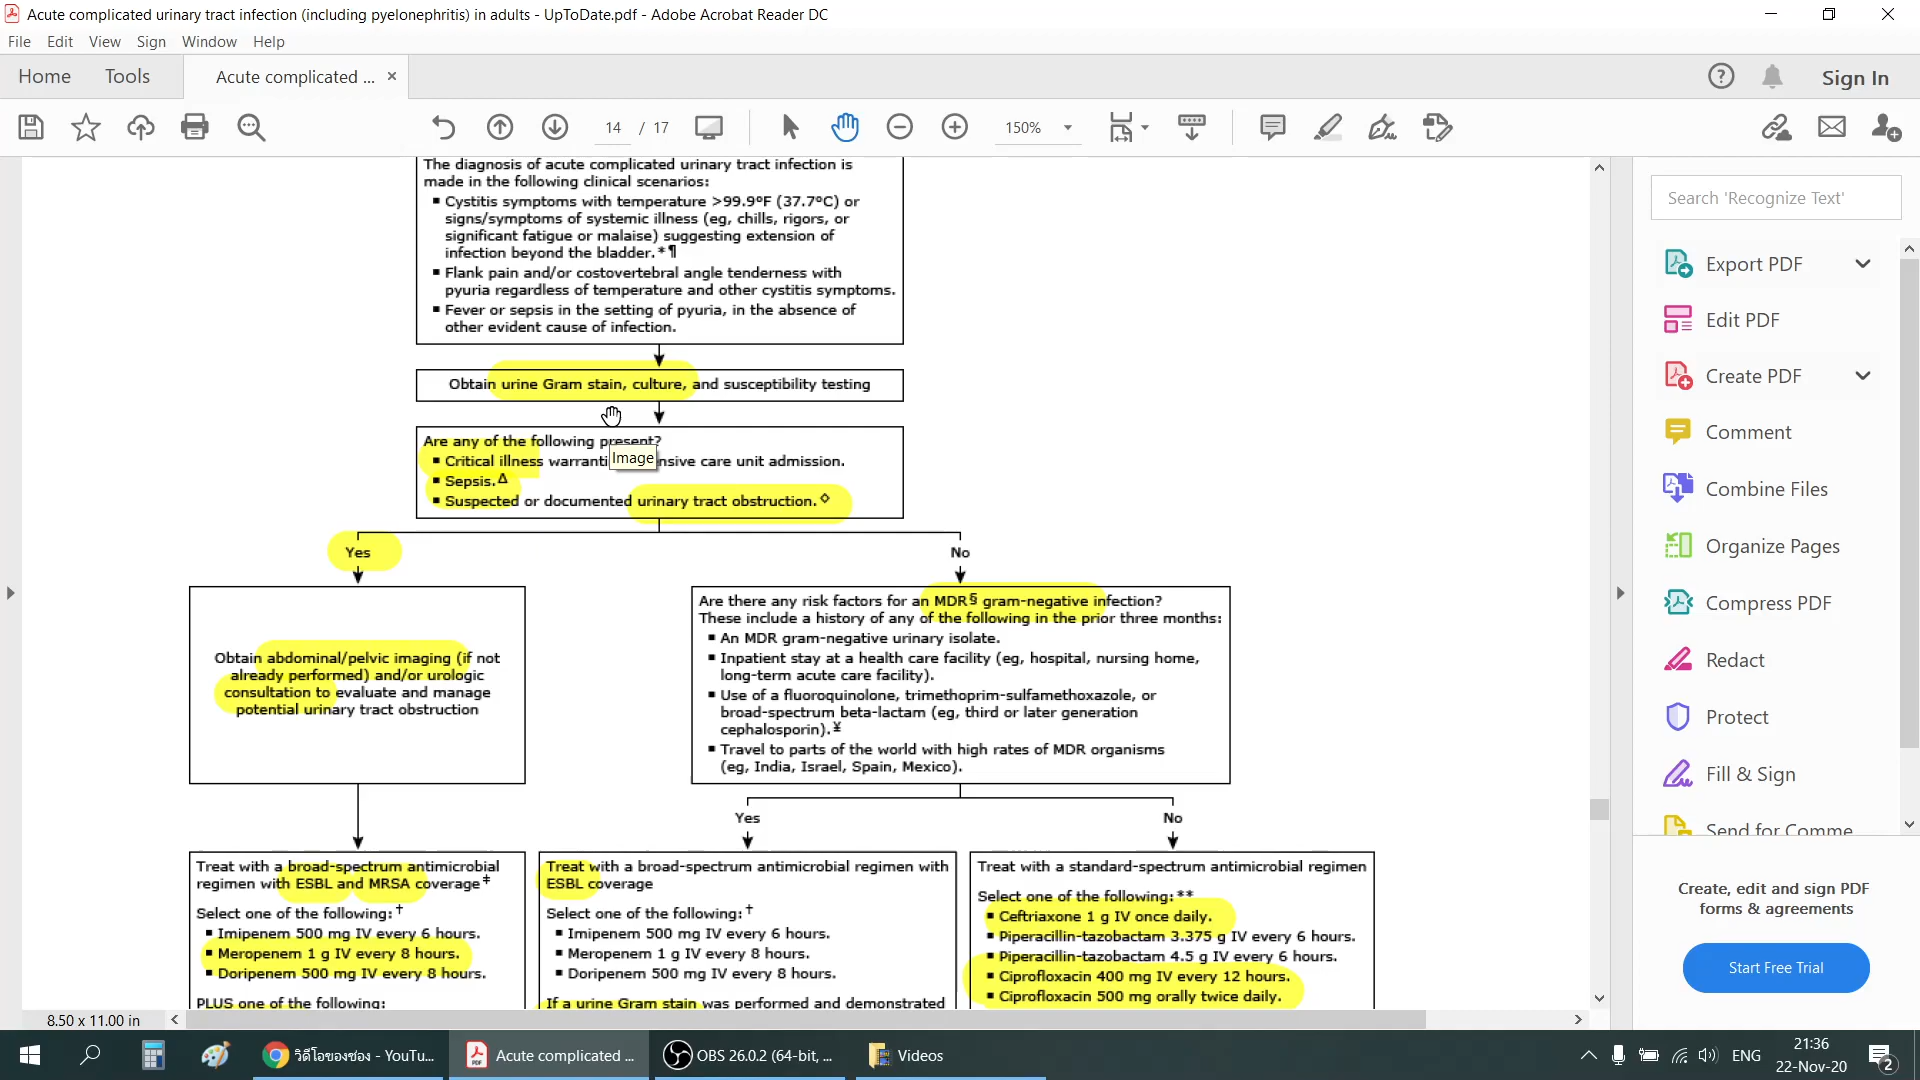 Acute complicated urinary tract infection (including pyelonephritis) in adults - UpToDate.pdf - Adobe Acrobat Reader DC
File Edit View Sign Window Help
Home Tools Acute complicated ... × Sign In
14 / 17 150%
The diagnosis of acute complicated urinary tract infection is
made in the following clinical scenarios:
▪ Cystitis symptoms with temperature >99.9°F (37.7°C) or
signs/symptoms of systemic illness (eg, chills, rigors, or
significant fatigue or malaise) suggesting extension of
infection beyond the bladder.*¶
▪ Flank pain and/or costovertebral angle tenderness with
pyuria regardless of temperature and other cystitis symptoms.
▪ Fever or sepsis in the setting of pyuria, in the absence of
other evident cause of infection.
Obtain urine Gram stain, culture, and susceptibility testing
Are any of the following present?
▪ Critical illness warranti nsive care unit admission.
Image
▪ Sepsis.Δ
▪ Suspected or documented urinary tract obstruction.◇
Yes
No
Obtain abdominal/pelvic imaging (if not
already performed) and/or urologic
consultation to evaluate and manage
potential urinary tract obstruction
Are there any risk factors for an MDR§ gram-negative infection?
These include a history of any of the following in the prior three months:
▪ An MDR gram-negative urinary isolate.
▪ Inpatient stay at a health care facility (eg, hospital, nursing home,
long-term acute care facility).
▪ Use of a fluoroquinolone, trimethoprim-sulfamethoxazole, or
broad-spectrum beta-lactam (eg, third or later generation
cephalosporin).¥
▪ Travel to parts of the world with high rates of MDR organisms
(eg, India, Israel, Spain, Mexico).
Yes
No
Treat with a broad-spectrum antimicrobial
regimen with ESBL and MRSA coverage‡
Select one of the following:†
▪ Imipenem 500 mg IV every 6 hours.
▪ Meropenem 1 g IV every 8 hours.
▪ Doripenem 500 mg IV every 8 hours.
PLUS one of the following:
Treat with a broad-spectrum antimicrobial regimen with
ESBL coverage
Select one of the following:†
▪ Imipenem 500 mg IV every 6 hours.
▪ Meropenem 1 g IV every 8 hours.
▪ Doripenem 500 mg IV every 8 hours.
If a urine Gram stain was performed and demonstrated
Treat with a standard-spectrum antimicrobial regimen
Select one of the following:**
▪ Ceftriaxone 1 g IV once daily.
▪ Piperacillin-tazobactam 3.375 g IV every 6 hours.
▪ Piperacillin-tazobactam 4.5 g IV every 6 hours.
▪ Ciprofloxacin 400 mg IV every 12 hours.
▪ Ciprofloxacin 500 mg orally twice daily.
8.50 x 11.00 in
Search 'Recognize Text'
Export PDF
Edit PDF
Create PDF
Comment
Combine Files
Organize Pages
Compress PDF
Redact
Protect
Fill & Sign
Send for Comme
Create, edit and sign PDF
forms & agreements
Start Free Trial
วิดีโอของช่อง - YouTu...
Acute complicated ...
OBS 26.0.2 (64-bit, ...
Videos
ENG
21:36
22-Nov-20
2